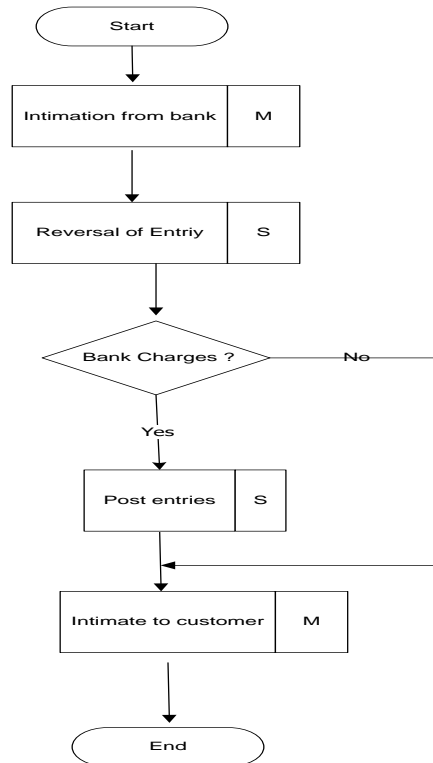 Start
Intimation from bank M
Reversal of Entriy S
Bank Charges ? No
Yes
Post entries S
Intimate to customer M
End